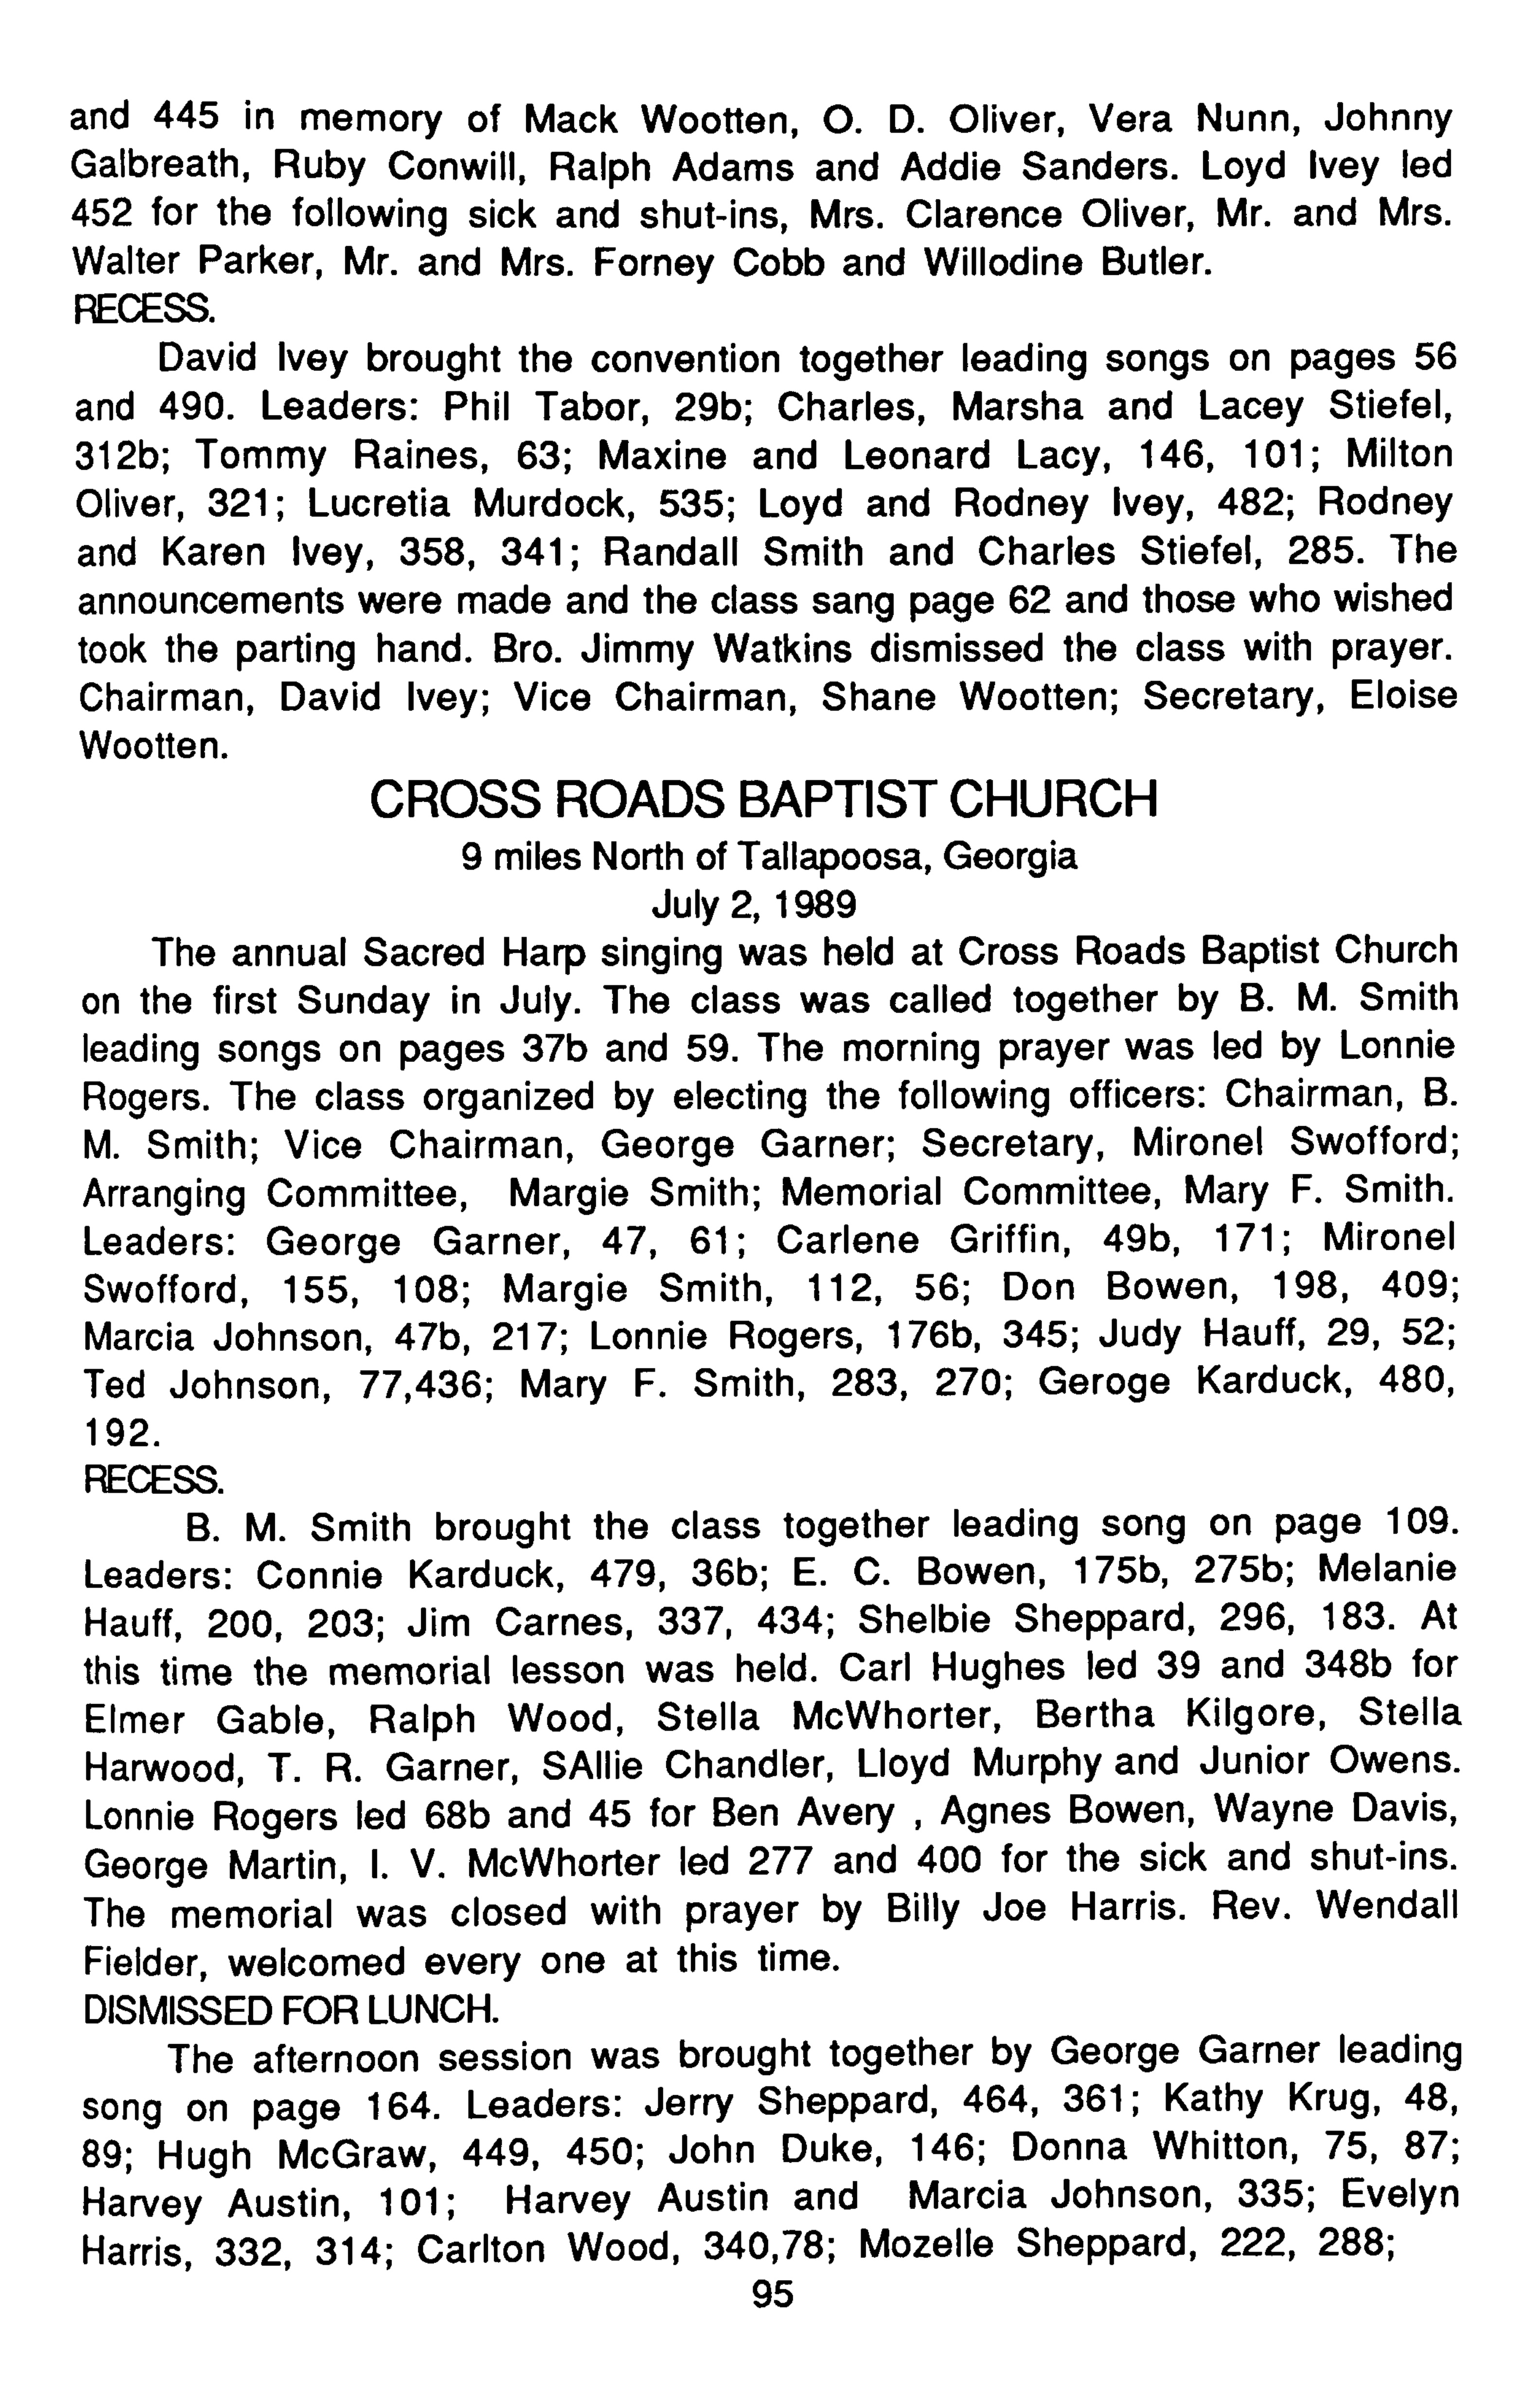 and 445 in memory of Mack Wootten, O. D. Oliver, Vera Nunn, Johnny
Galbreath, Ruby Conwill, Ralph Adams and Addie Sanders. Loyd Ivey led
452 for the following sick and shut-ins, Mrs. Clarence Oliver, Mr. and Mrs.
Walter Parker, Mr. and Mrs. Forney Cobb and Willodine Butler.
RECESS.
David Ivey brought the convention together leading songs on pages 56
and 490. Leaders: Phil Tabor, 29b; Charles, Marsha and Lacey Stiefel,
312b; Tommy Raines, 63; Maxine and Leonard Lacy, 146, 101; Milton
Oliver, 321; Lucretia Murdock, 535; Loyd and Rodney Ivey, 482; Rodney
and Karen Ivey, 358, 341; Randall Smith and Charles Stiefel, 285. The
announcements were made and the class sang page 62 and those who wished
took the parting hand. Bro. Jimmy Watkins dismissed the class with prayer.
Chairman, David Ivey; Vice Chairman, Shane Wootten; Secretary, Eloise
Wootten.
CROSS ROADS BAPTIST CHURCH
9 miles North of Tallapoosa, Georgia
July 2, 1989
The annual Sacred Harp singing was held at Cross Roads Baptist Church
on the first Sunday in July. The class was called together by B. M. Smith
leading songs on pages 37b and 59. The morning prayer was led by Lonnie
Rogers. The class organized by electing the following officers: Chairman, B.
M. Smith; Vice Chairman, George Garner; Secretary, Mironel Swofford;
Arranging Committee, Margie Smith; Memorial Committee, Mary F. Smith.
Leaders: George Garner, 47, 61; Carlene Griffin, 49b, 171; Mironel
Swofford, 155, 108; Margie Smith, 112, 56; Don Bowen, 198, 409;
Marcia Johnson, 47b, 217; Lonnie Rogers, 176b, 345; Judy Hauff, 29, 52;
Ted Johnson, 77,436; Mary F. Smith, 283, 270; Geroge Karduck, 480,
192.
RECESS.
B. M. Smith brought the class together leading song on page 109.
Leaders: Connie Karduck, 479, 36b; E. C. Bowen, 175b, 275b; Melanie
Hauff, 200, 203; Jim Carnes, 337, 434; Shelbie Sheppard, 296, 183. At
this time the memorial lesson was held. Carl Hughes led 39 and 348b for
Elmer Gable, Ralph Wood, Stella McWhorter, Bertha Kilgore, Stella
Harwood, T. R. Garner, SAllie Chandler, Lloyd Murphy and Junior Owens.
Lonnie Rogers led 68b and 45 for Ben Avery , Agnes Bowen, Wayne Davis,
George Martin, I. V. McWhorter led 277 and 400 for the sick and shut-ins.
The memorial was closed with prayer by Billy Joe Harris. Rev. Wendall
Fielder, welcomed every one at this time.
DISMISSED FOR LUNCH.
The afternoon session was brought together by George Garner leading
song on page 164. Leaders: Jerry Sheppard, 464, 361; Kathy Krug, 48,
89; Hugh McGraw, 449, 450; John Duke, 146; Donna Whitton, 75, 87;
Harvey Austin, 101; Harvey Austin and Marcia Johnson, 335; Evelyn
Harris, 332, 314; Carlton Wood, 340,78; Mozelle Sheppard, 222, 288;
95